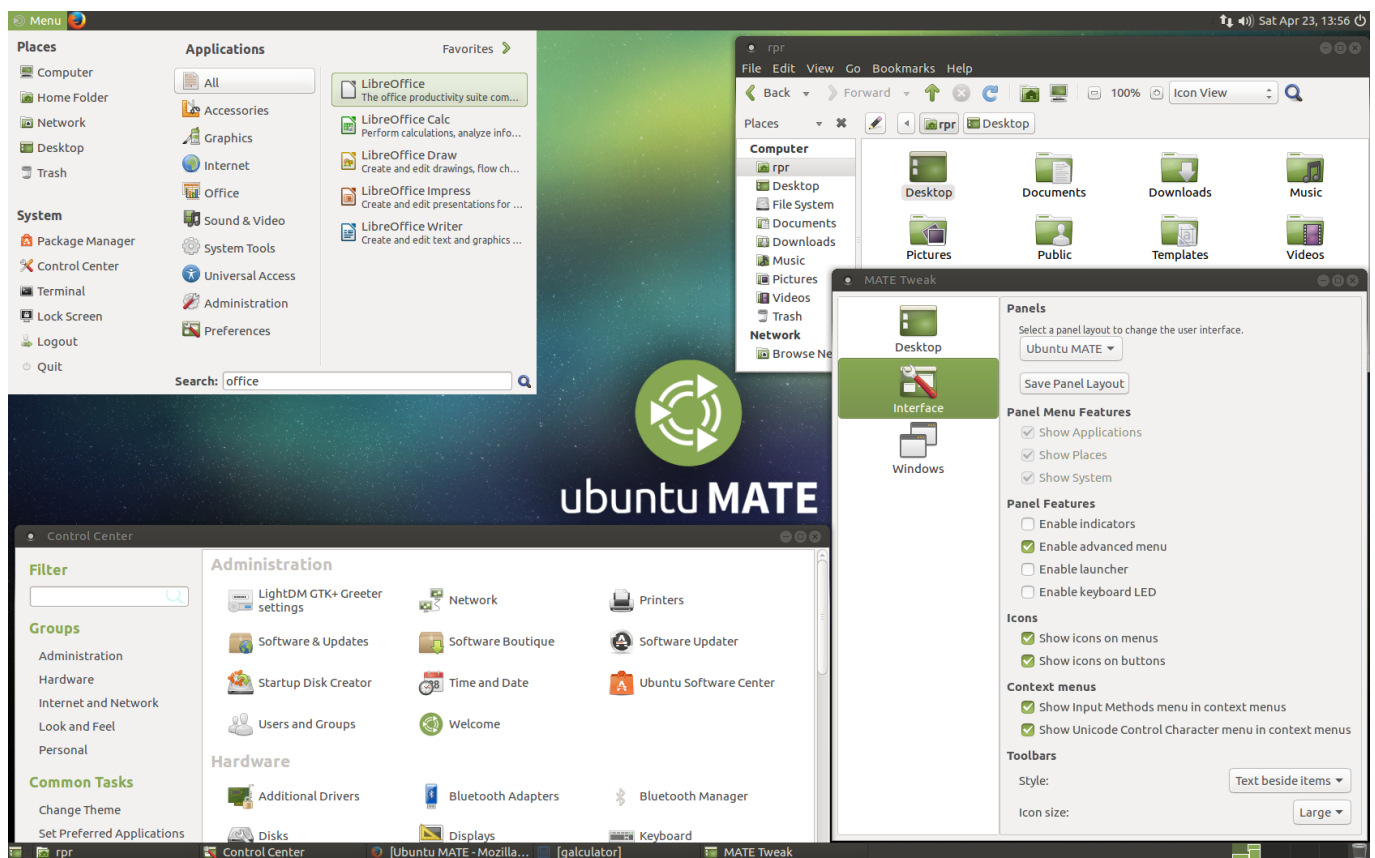 Menu
Sat Apr 23, 13:56
Places
Computer
Home Folder
Network
Desktop
Trash
System
Package Manager
Control Center
Terminal
Lock Screen
Logout
Quit
Applications
Favorites
All
Accessories
Graphics
Internet
Office
Sound & Video
System Tools
Universal Access
Administration
Preferences
LibreOffice
The office productivity suite com...
LibreOffice Calc
Perform calculations, analyze info...
LibreOffice Draw
Create and edit drawings, flow ch...
LibreOffice Impress
Create and edit presentations for ...
LibreOffice Writer
Create and edit text and graphics ...
Search: office
rpr
File Edit View Go Bookmarks Help
Back Forward 100% Icon View
Places rpr Desktop
Computer
rpr
Desktop
File System
Documents
Downloads
Music
Pictures
Videos
Trash
Network
Browse Ne
Desktop Documents Downloads Music
Pictures Public Templates Videos
ubuntu MATE
MATE Tweak
Desktop
Interface
Windows
Panels
Select a panel layout to change the user interface.
Ubuntu MATE
Save Panel Layout
Panel Menu Features
Show Applications
Show Places
Show System
Panel Features
Enable indicators
Enable advanced menu
Enable launcher
Enable keyboard LED
Icons
Show icons on menus
Show icons on buttons
Context menus
Show Input Methods menu in context menus
Show Unicode Control Character menu in context menus
Toolbars
Style: Text beside items
Icon size: Large
Control Center
Filter
Groups
Administration
Hardware
Internet and Network
Look and Feel
Personal
Common Tasks
Change Theme
Set Preferred Applications
Administration
LightDM GTK+ Greeter
settings
Network
Printers
Software & Updates
Software Boutique
Software Updater
Startup Disk Creator
Time and Date
Ubuntu Software Center
Users and Groups
Welcome
Hardware
Additional Drivers
Bluetooth Adapters
Bluetooth Manager
Disks
Displays
Keyboard
rpr
Control Center
[Ubuntu MATE - Mozilla...
[galculator]
MATE Tweak